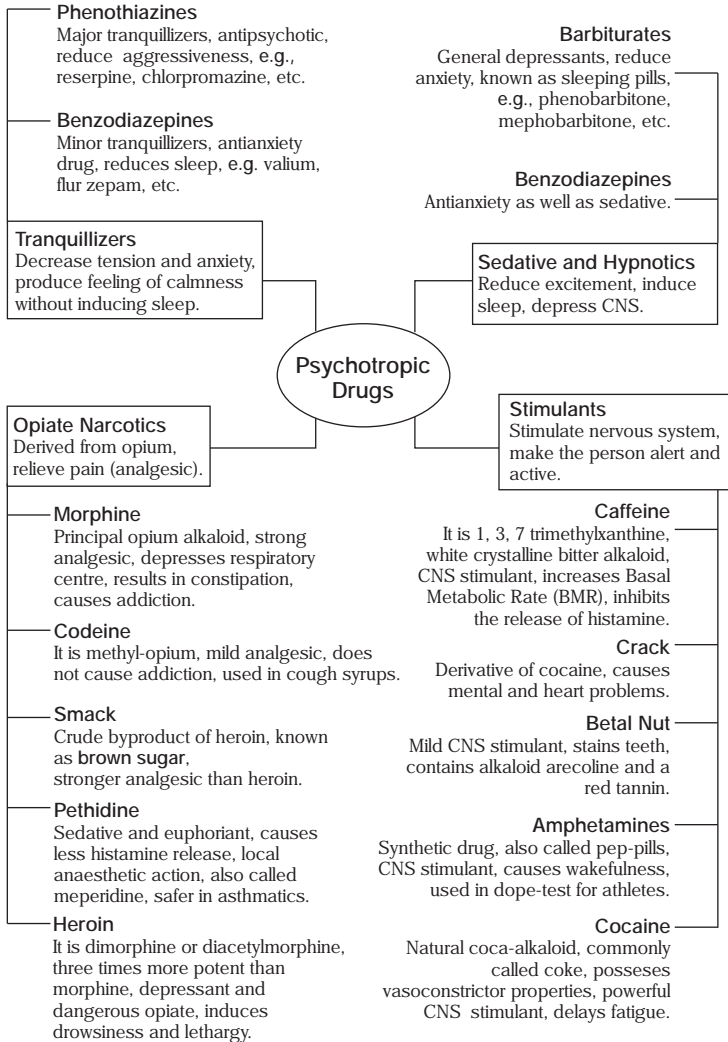 Phenothiazines
Major tranquillizers, antipsychotic,
reduce aggressiveness, e.g.,
reserpine, chlorpromazine, etc.
Benzodiazepines
Minor tranquillizers, antianxiety
drug, reduces sleep, e.g. valium,
flur zepam, etc.
Tranquillizers
Decrease tension and anxiety,
produce feeling of calmness
without inducing sleep.
Barbiturates
General depressants, reduce
anxiety, known as sleeping pills,
e.g., phenobarbitone,
mephobarbitone, etc.
Benzodiazepines
Antianxiety as well as sedative.
Sedative and Hypnotics
Reduce excitement, induce
sleep, depress CNS.
Psychotropic
Drugs
Opiate Narcotics
Derived from opium,
relieve pain (analgesic).
Morphine
Principal opium alkaloid, strong
analgesic, depresses respiratory
centre, results in constipation,
causes addiction.
Codeine
It is methyl-opium, mild analgesic, does
not cause addiction, used in cough syrups.
Smack
Crude byproduct of heroin, known
as brown sugar,
stronger analgesic than heroin.
Pethidine
Sedative and euphoriant, causes
less histamine release, local
anaesthetic action, also called
meperidine, safer in asthmatics.
Heroin
It is dimorphine or diacetylmorphine,
three times more potent than
morphine, depressant and
dangerous opiate, induces
drowsiness and lethargy.
Stimulants
Stimulate nervous system,
make the person alert and
active.
Caffeine
It is 1, 3, 7 trimethylxanthine,
white crystalline bitter alkaloid,
CNS stimulant, increases Basal
Metabolic Rate (BMR), inhibits
the release of histamine.
Crack
Derivative of cocaine, causes
mental and heart problems.
Betal Nut
Mild CNS stimulant, stains teeth,
contains alkaloid arecoline and a
red tannin.
Amphetamines
Synthetic drug, also called pep-pills,
CNS stimulant, causes wakefulness,
used in dope-test for athletes.
Cocaine
Natural coca-alkaloid, commonly
called coke, posseses
vasoconstrictor properties, powerful
CNS stimulant, delays fatigue.